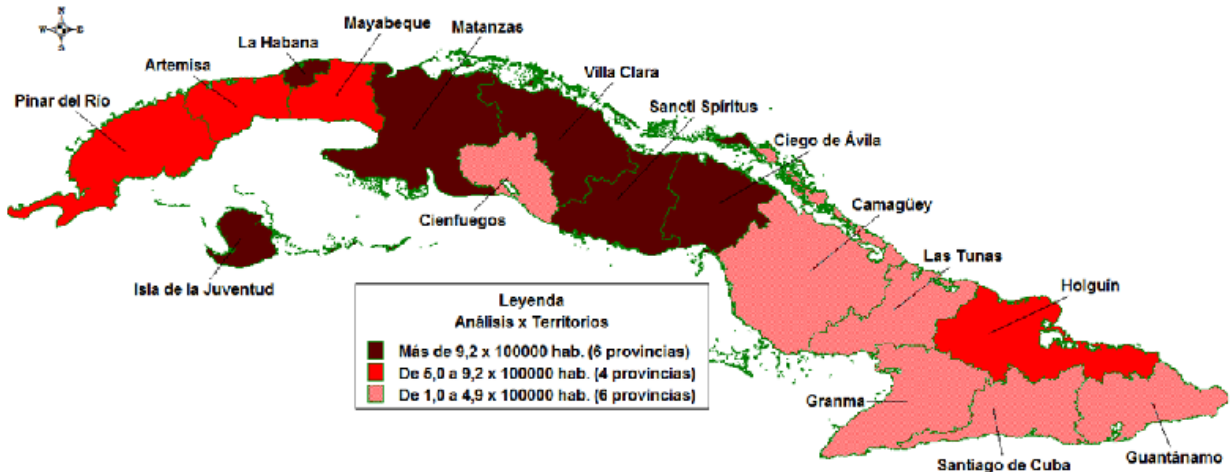 N
W E
S
Mayabeque
Matanzas
La Habana
Artemisa
Villa Clara
Pinar del Río
Sancti Spíritus
Ciego de Ávila
Cienfuegos
Camagüey
Las Tunas
Isla de la Juventud
Holguín
Leyenda
Análisis x Territorios
Más de 9,2 x 100000 hab. (6 provincias)
De 5,0 a 9,2 x 100000 hab. (4 provincias)
De 1,0 a 4,9 x 100000 hab. (6 provincias)
Granma
Guantánamo
Santiago de Cuba